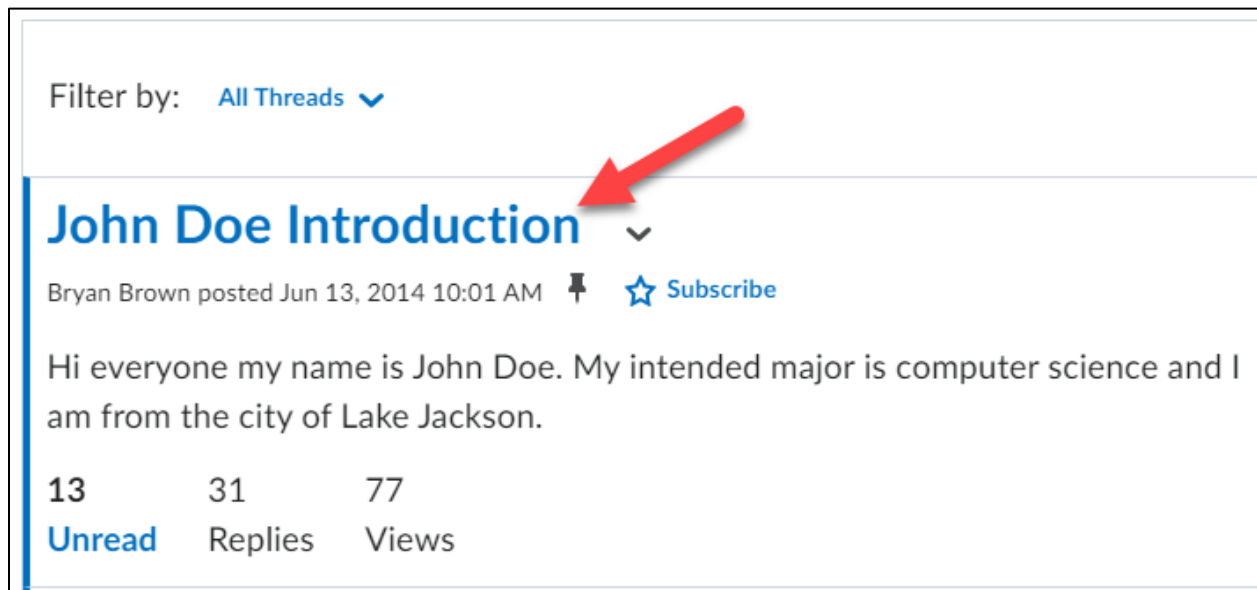 Filter by: All Threads
John Doe Introduction
Bryan Brown posted Jun 13, 2014 10:01 AM Subscribe
Hi everyone my name is John Doe. My intended major is computer science and I
am from the city of Lake Jackson.
13 31 77
Unread Replies Views